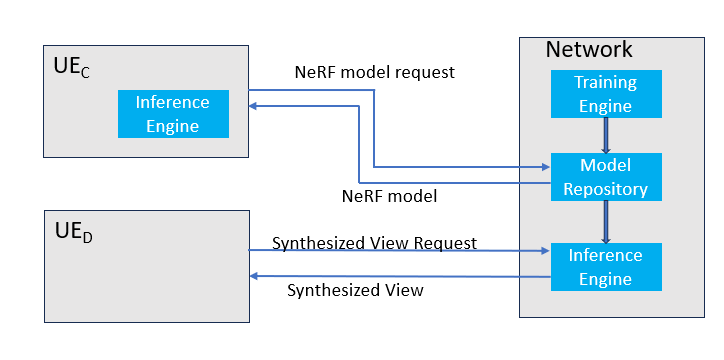 UEC
Inference
Engine
NeRF model request
NeRF model
Network
Training
Engine
Model
Repository
UED
Synthesized View Request
Synthesized View
Inference
Engine